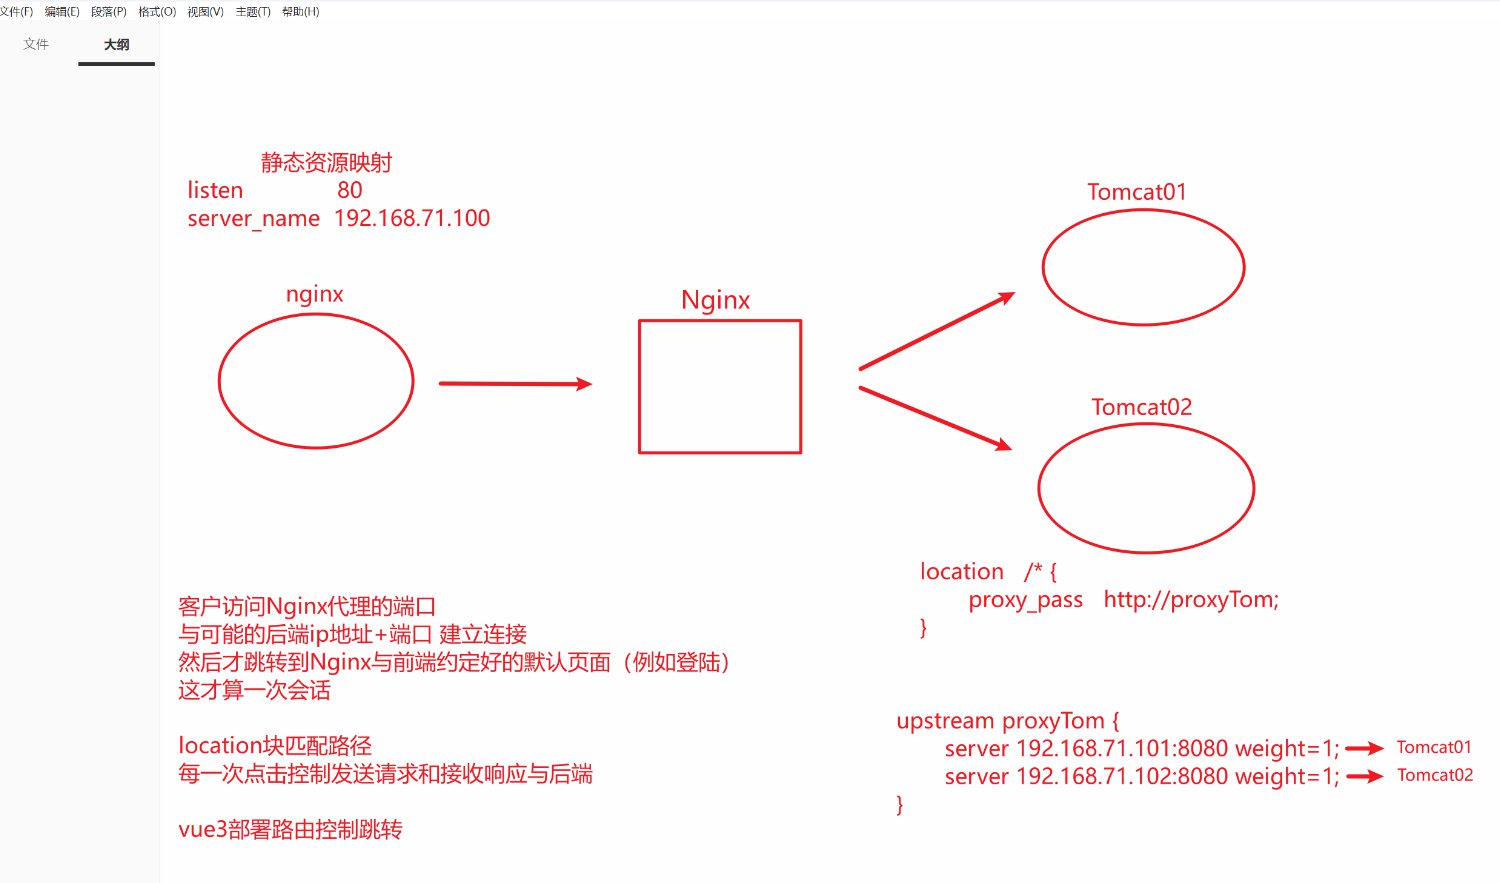 文件(F) 编辑(E) 段落(P) 格式(O) 视图(V) 主题(T) 帮助(H)
文件 大纲
静态资源映射
listen 80
server_name 192.168.71.100
nginx
Nginx
Tomcat01
Tomcat02
location /* {
proxy_pass http://proxyTom;
}
客户访问Nginx代理的端口
与可能的后端ip地址+端口 建立连接
然后才跳转到Nginx与前端约定好的默认页面（例如登陆）
这才算一次会话
location块匹配路径
每一次点击控制发送请求和接收响应与后端
vue3部署路由控制跳转
upstream proxyTom {
server 192.168.71.101:8080 weight=1; Tomcat01
server 192.168.71.102:8080 weight=1; Tomcat02
}